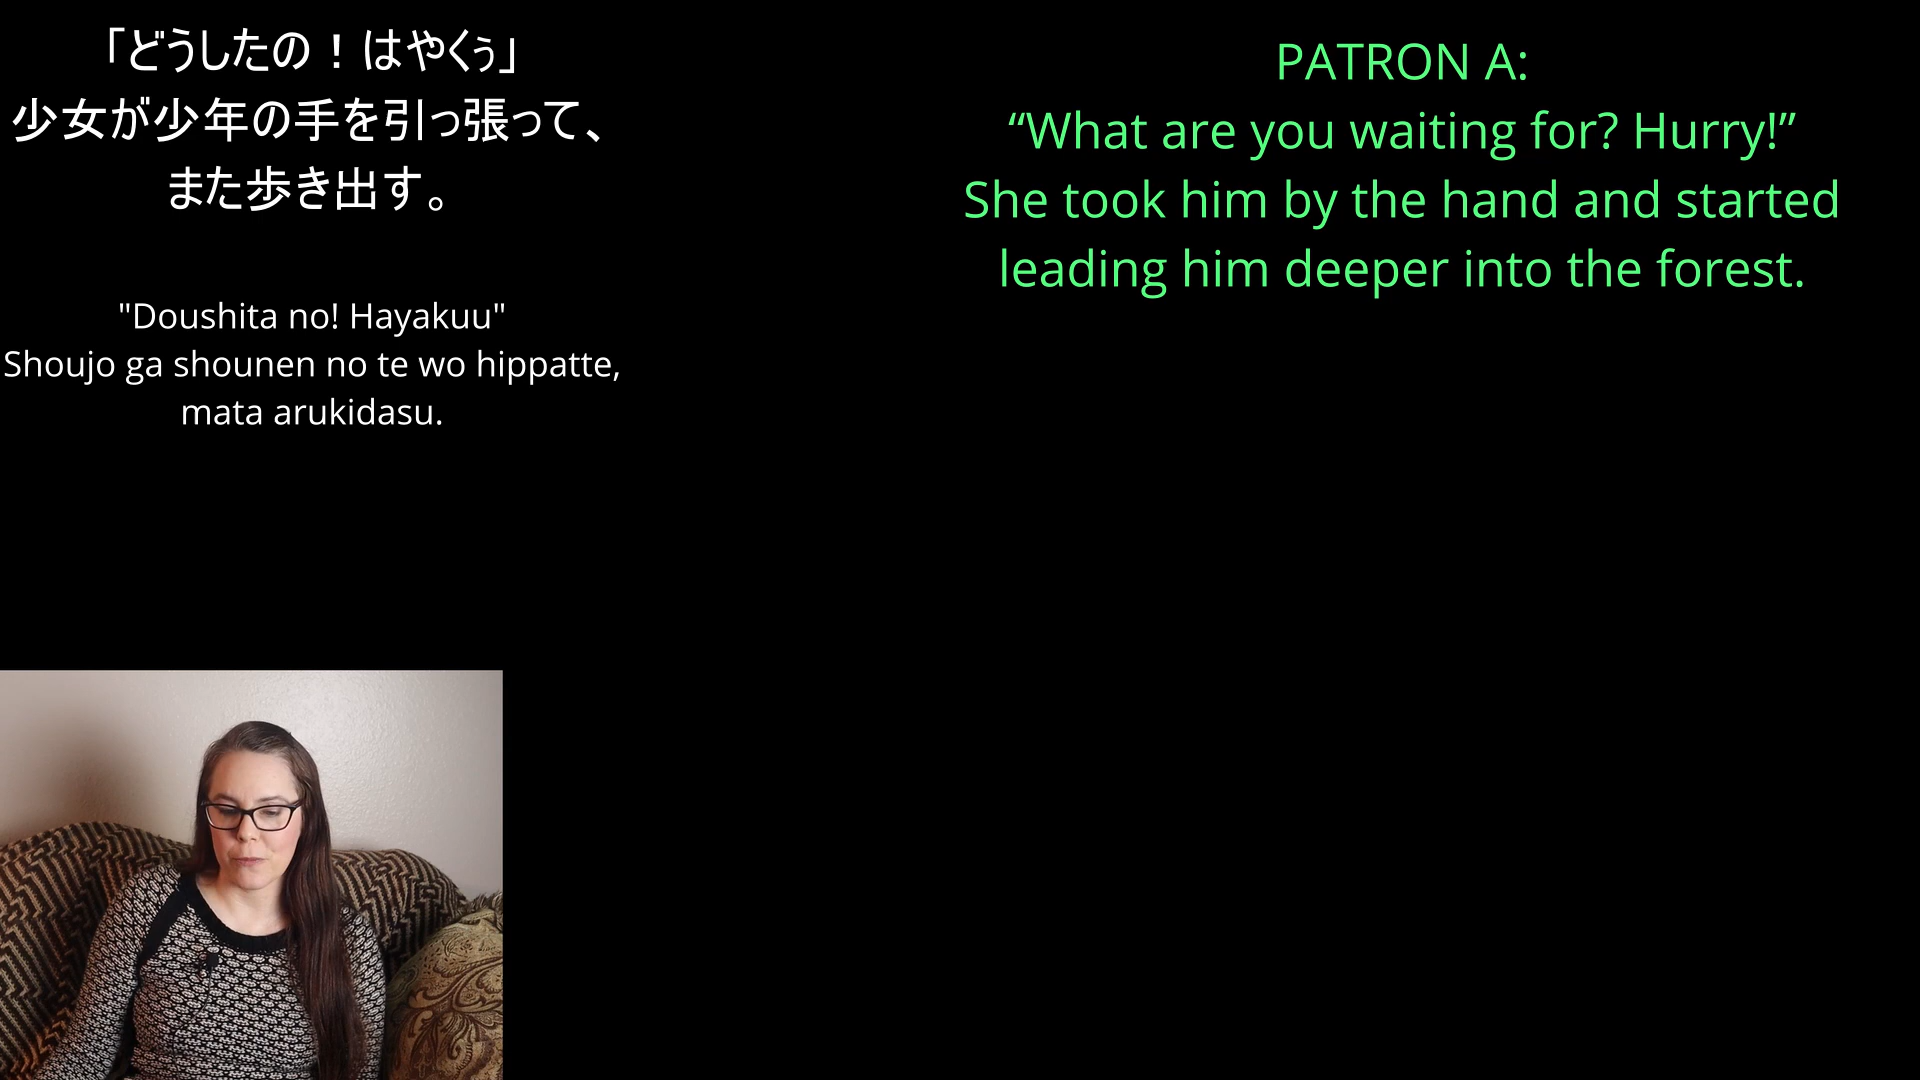 「どうしたの！はやくぅ」
少女が少年の手を引っ張って、
また歩き出す。
"Doushita no! Hayakuu"
Shoujo ga shounen no te wo hippatte,
mata arukidasu.
PATRON A:
“What are you waiting for? Hurry!”
She took him by the hand and started
leading him deeper into the forest.